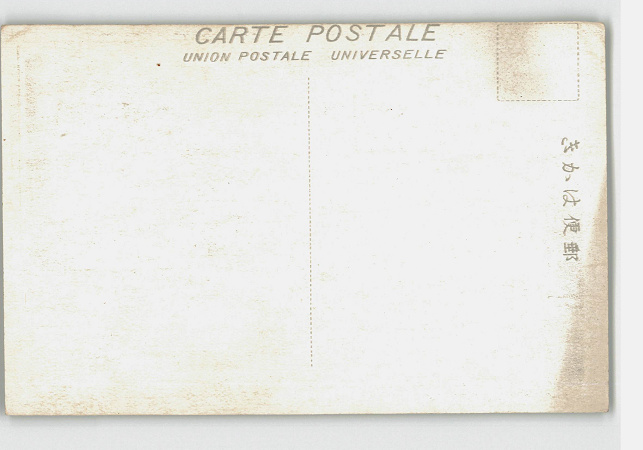 CARTE POSTALE
UNION POSTALE UNIVERSELLE
きかは便郵